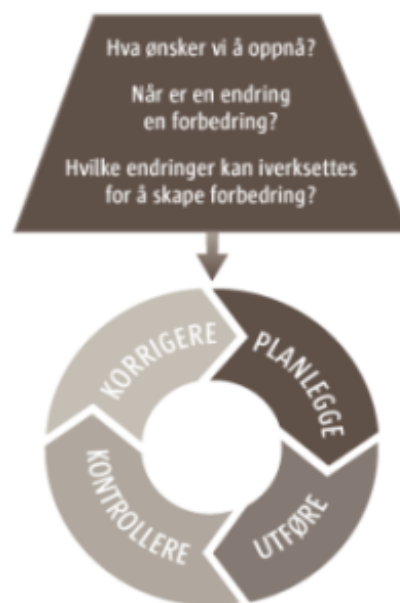 Hva ønsker vi å oppnå?
Når er en endring
en forbedring?
Hvilke endringer kan iverksettes
for å skape forbedring?
KORRIGERE
PLANLEGGE
KONTROLLERE
UTFØRE